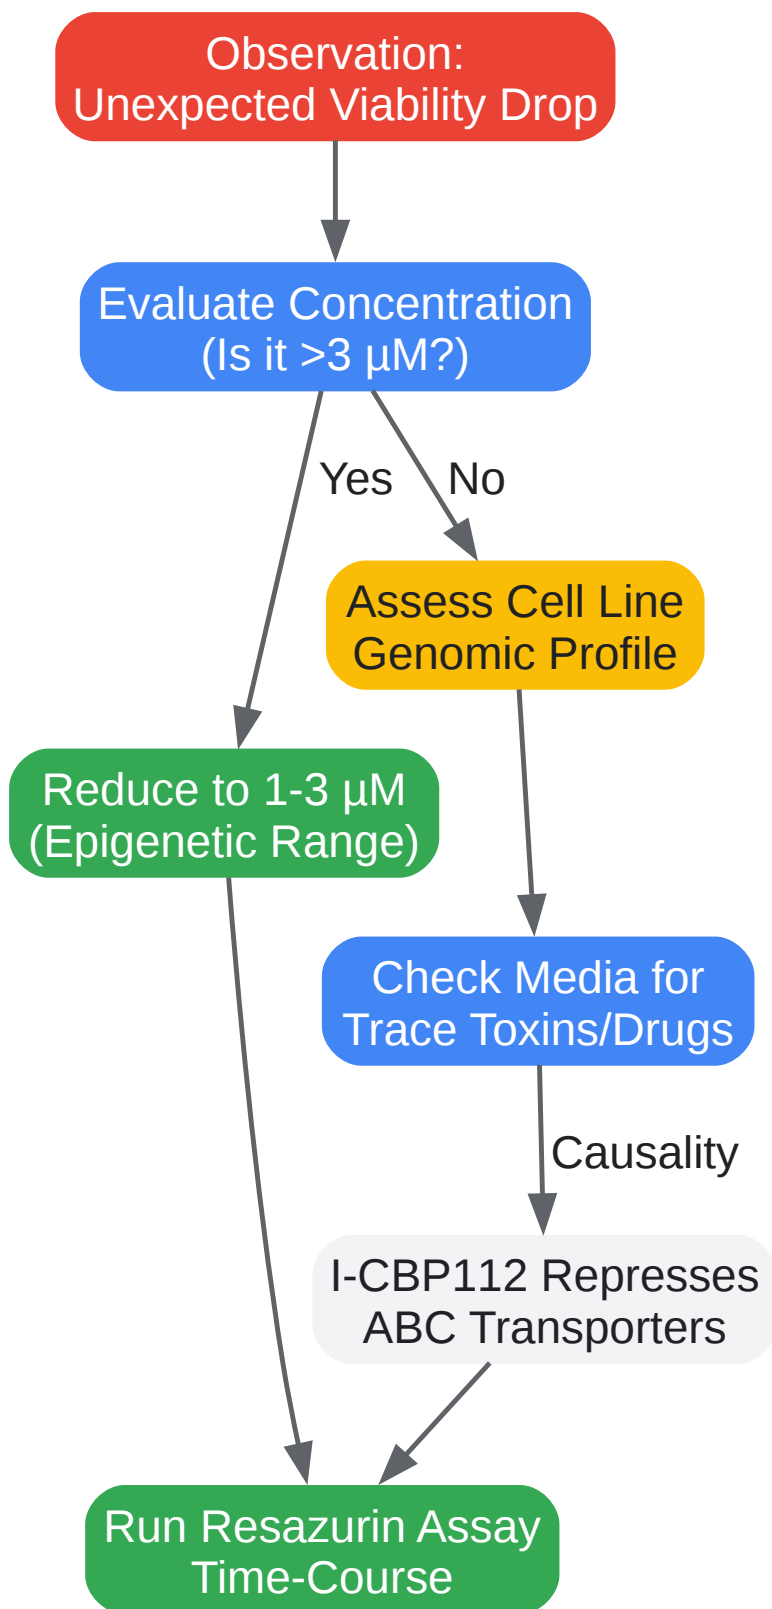 Observation:
Unexpected Viability Drop
Evaluate Concentration
(Is it >3 µM?)
Yes
No
Assess Cell Line
Genomic Profile
Reduce to 1-3 µM
(Epigenetic Range)
Check Media for
Trace Toxins/Drugs
Causality
I-CBP112 Represses
ABC Transporters
Run Resazurin Assay
Time-Course